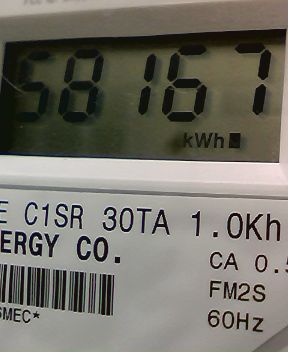 58167
kWh
E C1SR 30TA 1.0Kh
ERGY CO.
CA 0.5
FM2S
60Hz
SMEC*